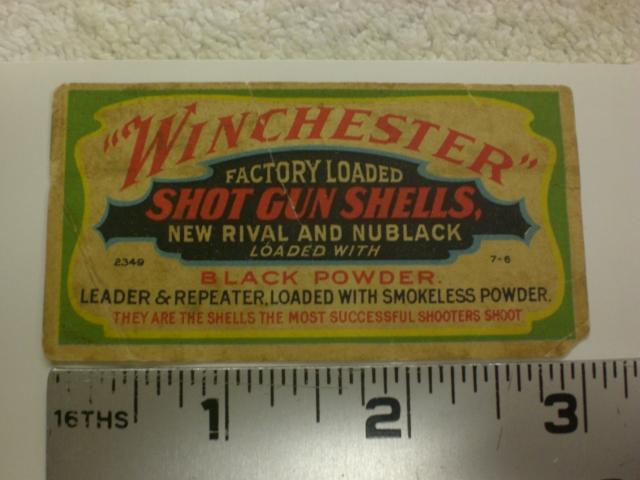 "WINCHESTER"
FACTORY LOADED
SHOT GUN SHELLS,
NEW RIVAL AND NUBLACK
LOADED WITH
2349 7-6
BLACK POWDER.
LEADER & REPEATER, LOADED WITH SMOKELESS POWDER.
THEY ARE THE SHELLS THE MOST SUCCESSFUL SHOOTERS SHOOT
16THS 1 2 3